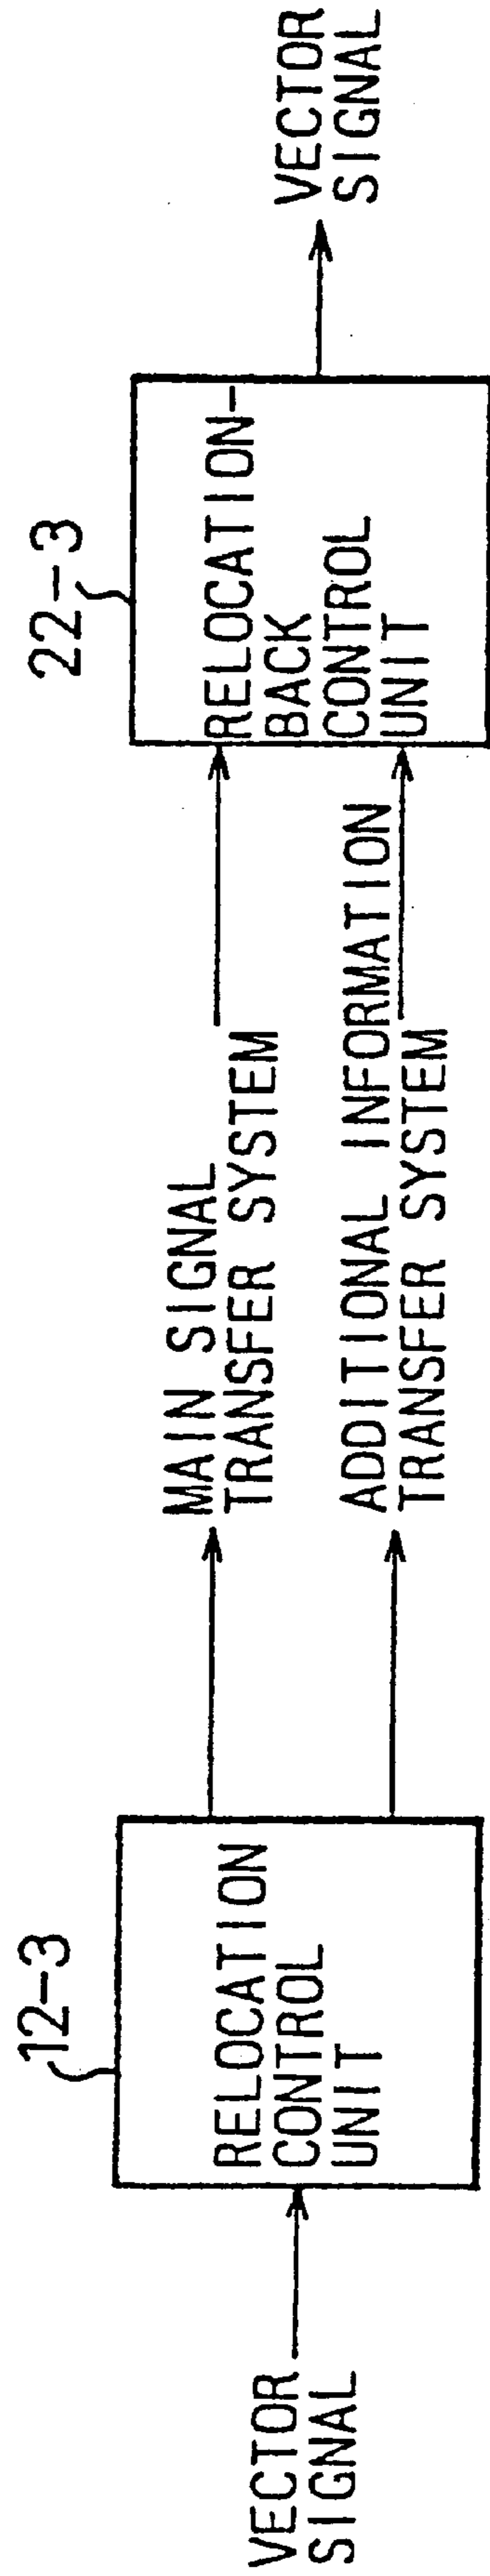 VECTOR
SIGNAL
12-3
RELOCATION
CONTROL
UNIT
MAIN SIGNAL
TRANSFER SYSTEM
ADDITIONAL INFORMATION
TRANSFER SYSTEM
22-3
RELOCATION-
BACK
CONTROL
UNIT
VECTOR
SIGNAL